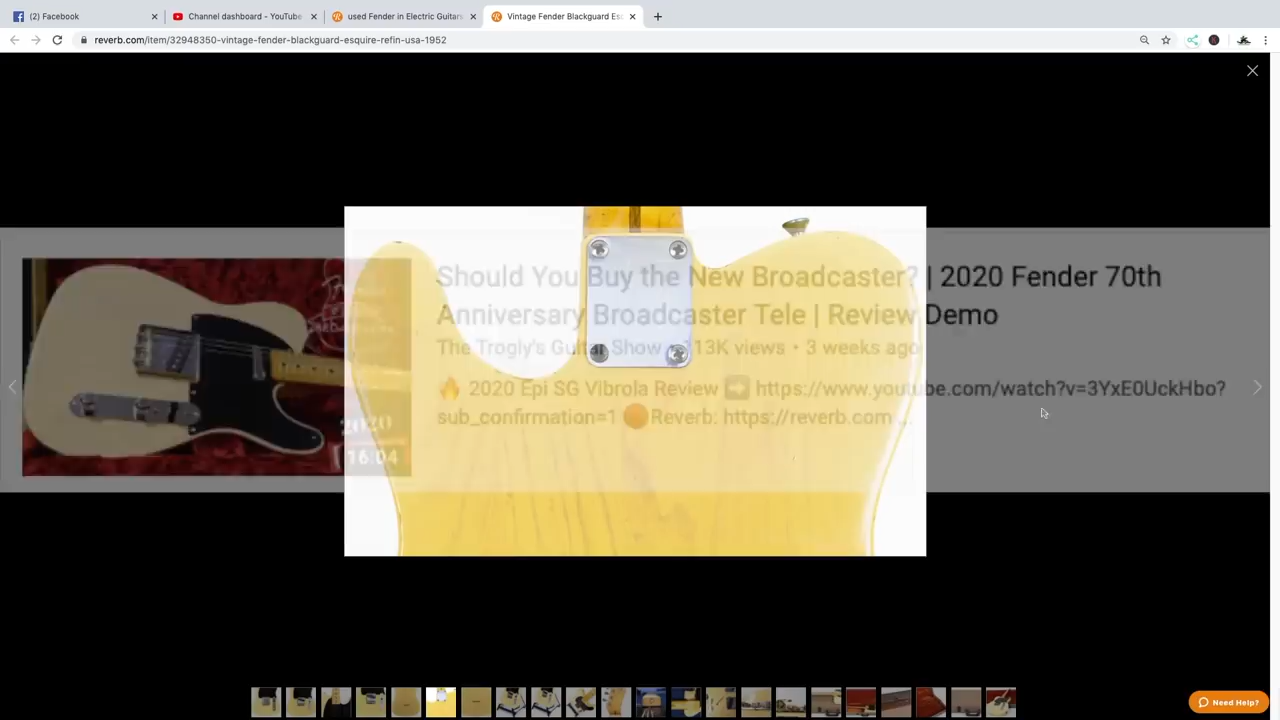 (2) Facebook
Channel dashboard - YouTube
used Fender in Electric Guitars
Vintage Fender Blackguard Esq
reverb.com/item/32948350-vintage-fender-blackguard-esquire-refin-usa-1952
Should You Buy the New Broadcaster? | 2020 Fender 70th
Anniversary Broadcaster Tele | Review Demo
The Trogly's Guitar Show • 113K views • 3 weeks ago
🔥 2020 Epi SG Vibrola Review ➡ https://www.youtube.com/watch?v=3YxE0UckHbo?
sub_confirmation=1 🟠Reverb: https://reverb.com ...
2020
16:04
Need Help?